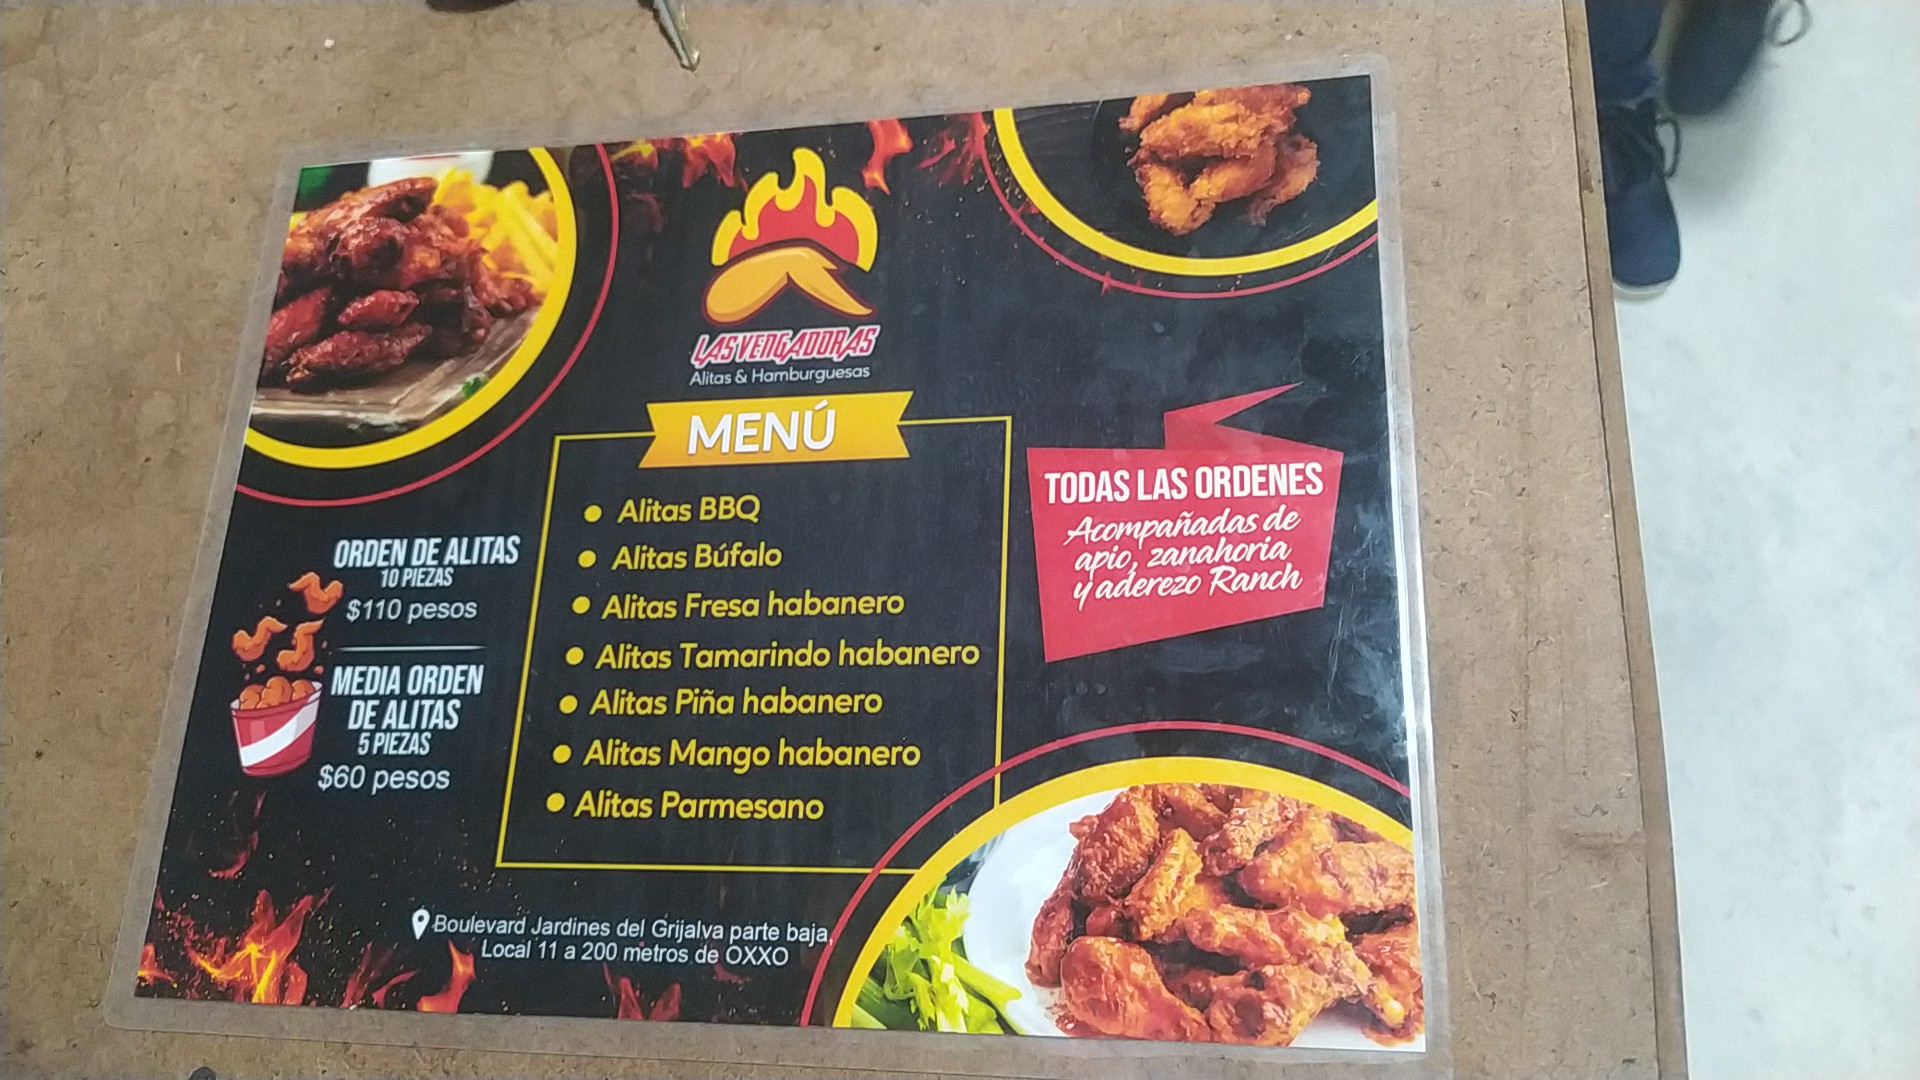 LAS VENGADORAS
Alitas & Hamburguesas
MENÚ
Alitas BBQ
Alitas Búfalo
Alitas Fresa habanero
Alitas Tamarindo habanero
Alitas Piña habanero
Alitas Mango habanero
Alitas Parmesano
ORDEN DE ALITAS
10 PIEZAS
$110 pesos
MEDIA ORDEN
DE ALITAS
5 PIEZAS
$60 pesos
TODAS LAS ORDENES
Acompañadas de
apio, zanahoria
y aderezo Ranch
Boulevard Jardines del Grijalva parte baja,
Local 11 a 200 metros de OXXO